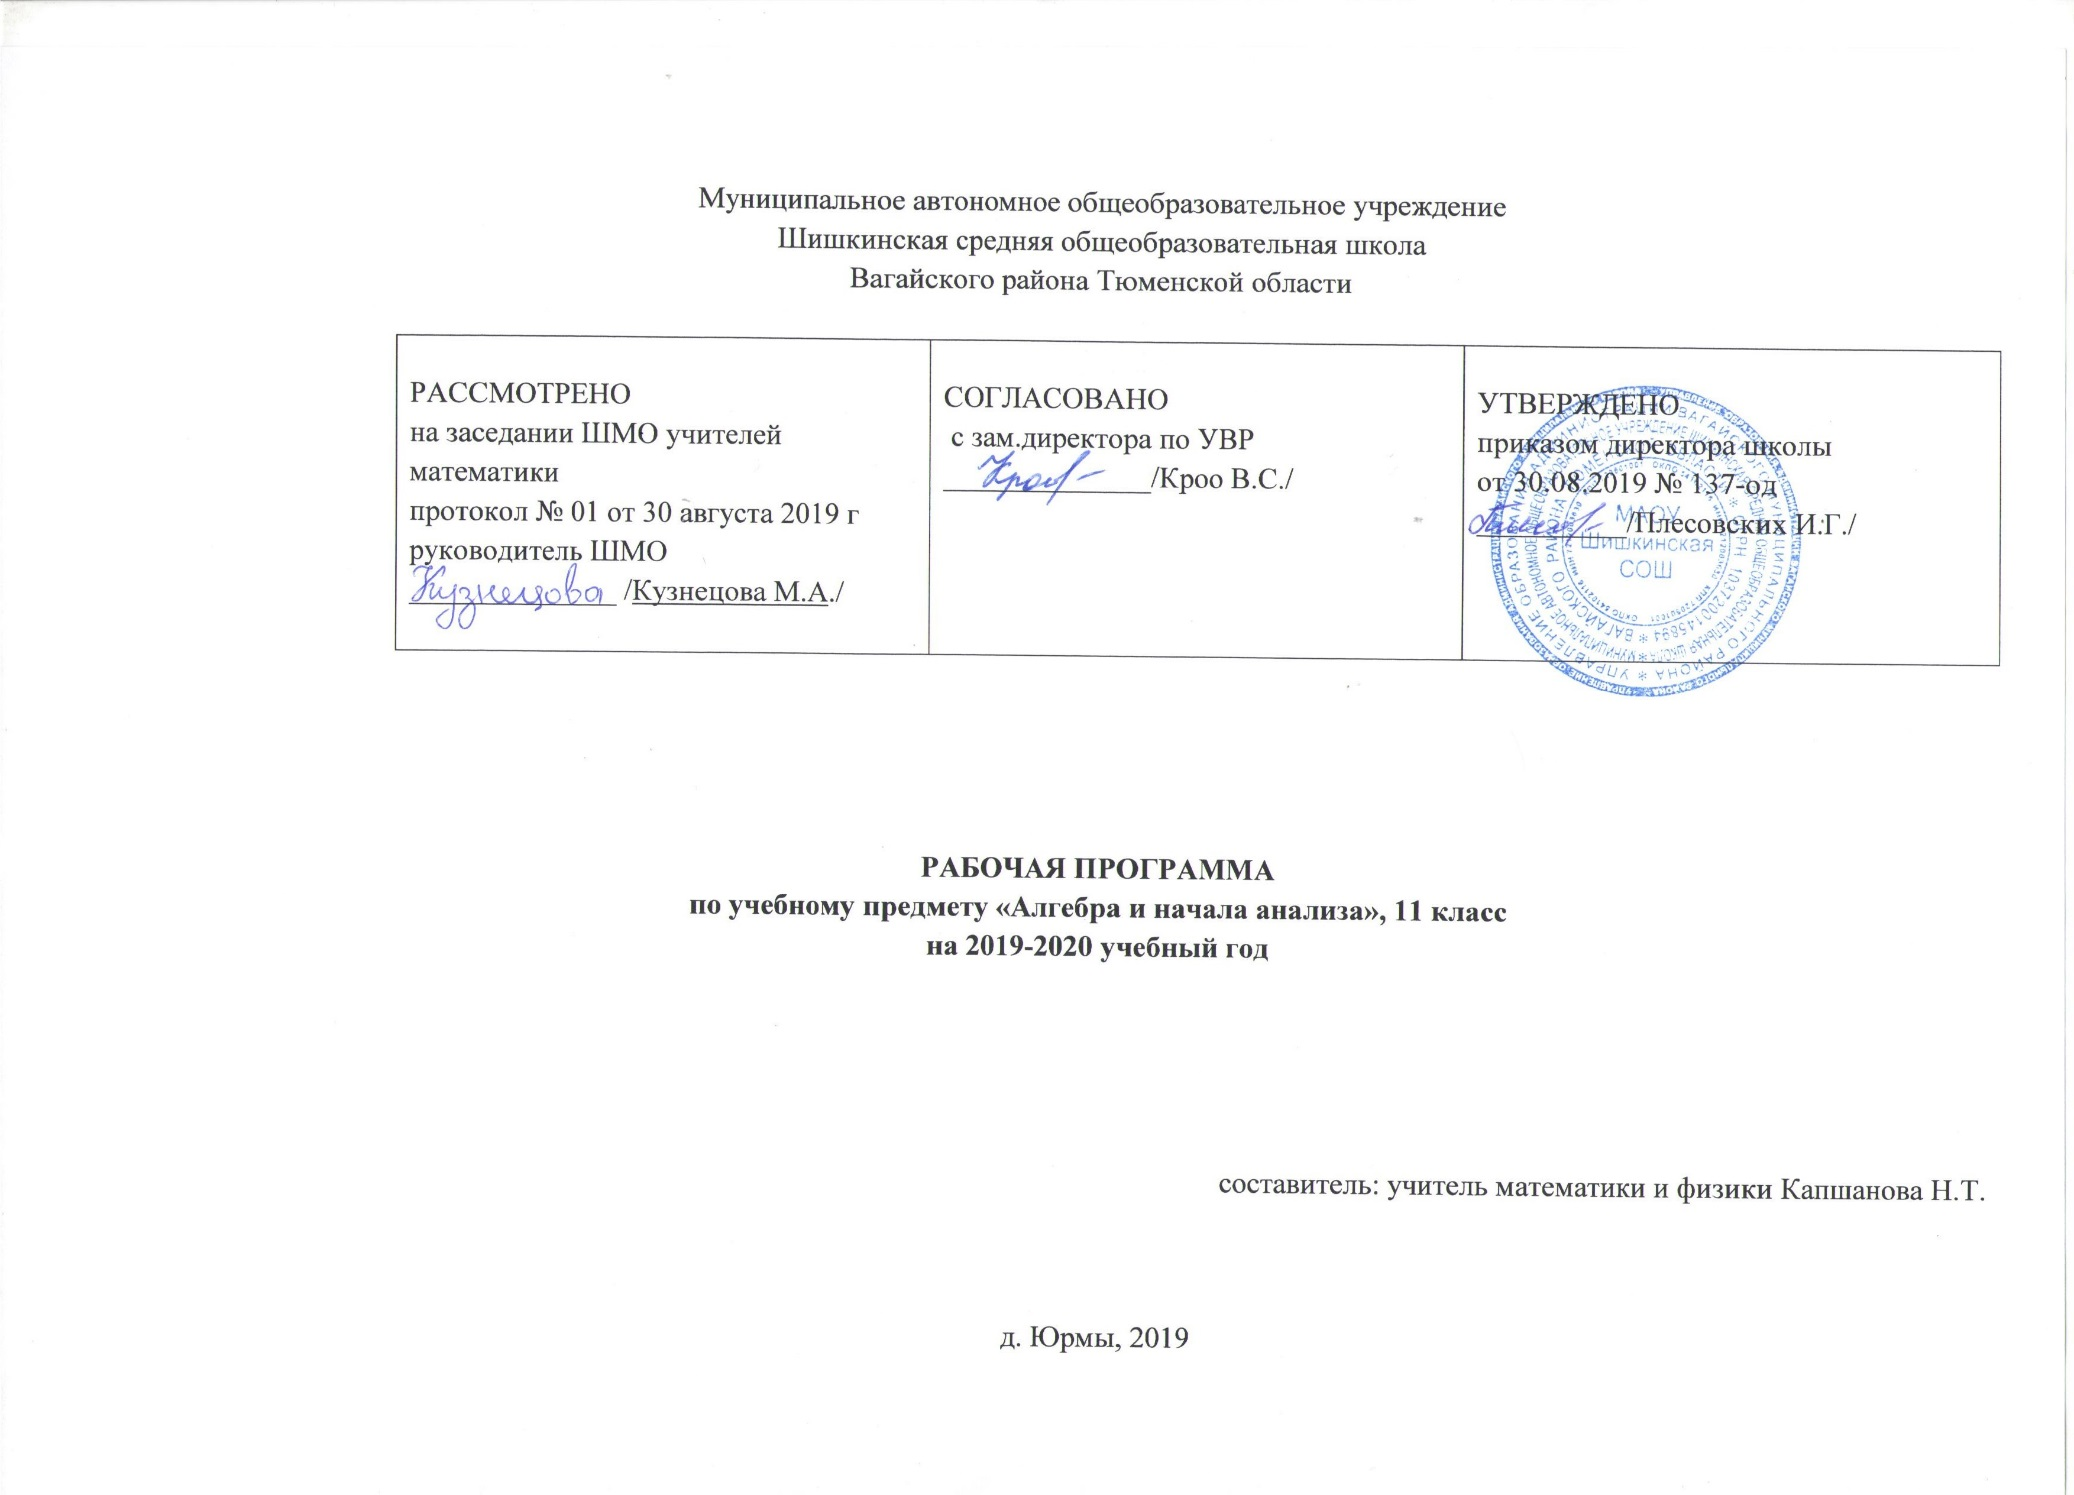 Муниципальное автономное общеобразовательное учреждение
Шишкинская средняя общеобразовательная школа
Вагайского района Тюменской области
РАССМОТРЕНО
на заседании ШМО учителей
математики
протокол № 01 от 30 августа 2019 г
руководитель ШМО
Кузнецова /Кузнецова М.А./
СОГЛАСОВАНО
с зам.директора по УВР
/Кроо В.С./
УТВЕРЖДЕНО
приказом директора школы
от 30.08.2019 № 137-од
/Плесовских И.Г./
МАОУ
Шишкинская
СОШ
РАБОЧАЯ ПРОГРАММА
по учебному предмету «Алгебра и начала анализа», 11 класс
на 2019-2020 учебный год
составитель: учитель математики и физики Капшанова Н.Т.
д. Юрмы, 2019